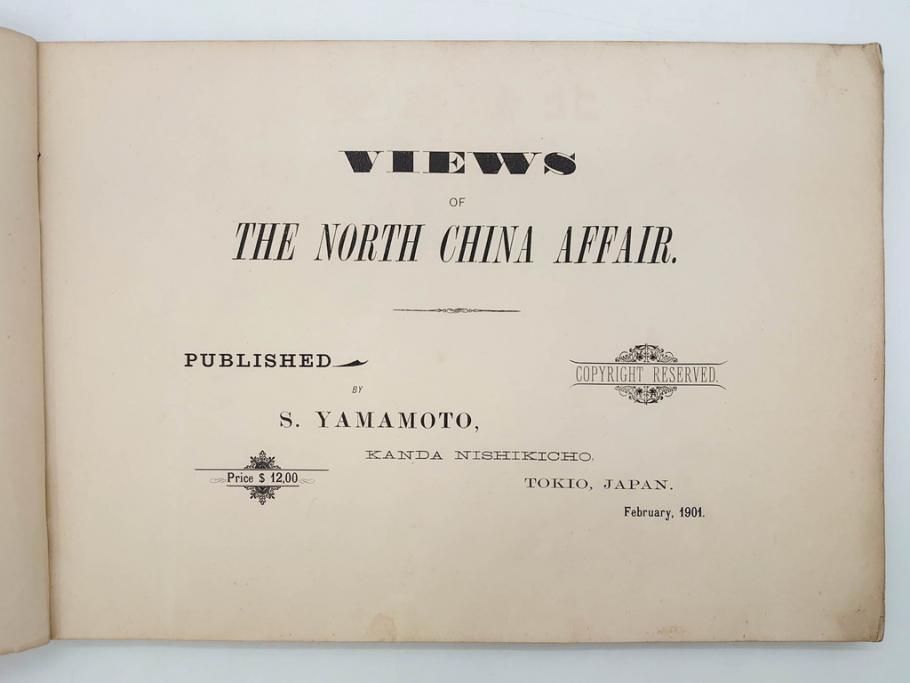 VIEWS
OF
THE NORTH CHINA AFFAIR.
PUBLISHED
BY
S. YAMAMOTO,
COPYRIGHT RESERVED.
KANDA NISHIKICHO.
Price $ 12,00
TOKIO, JAPAN.
February, 1901.